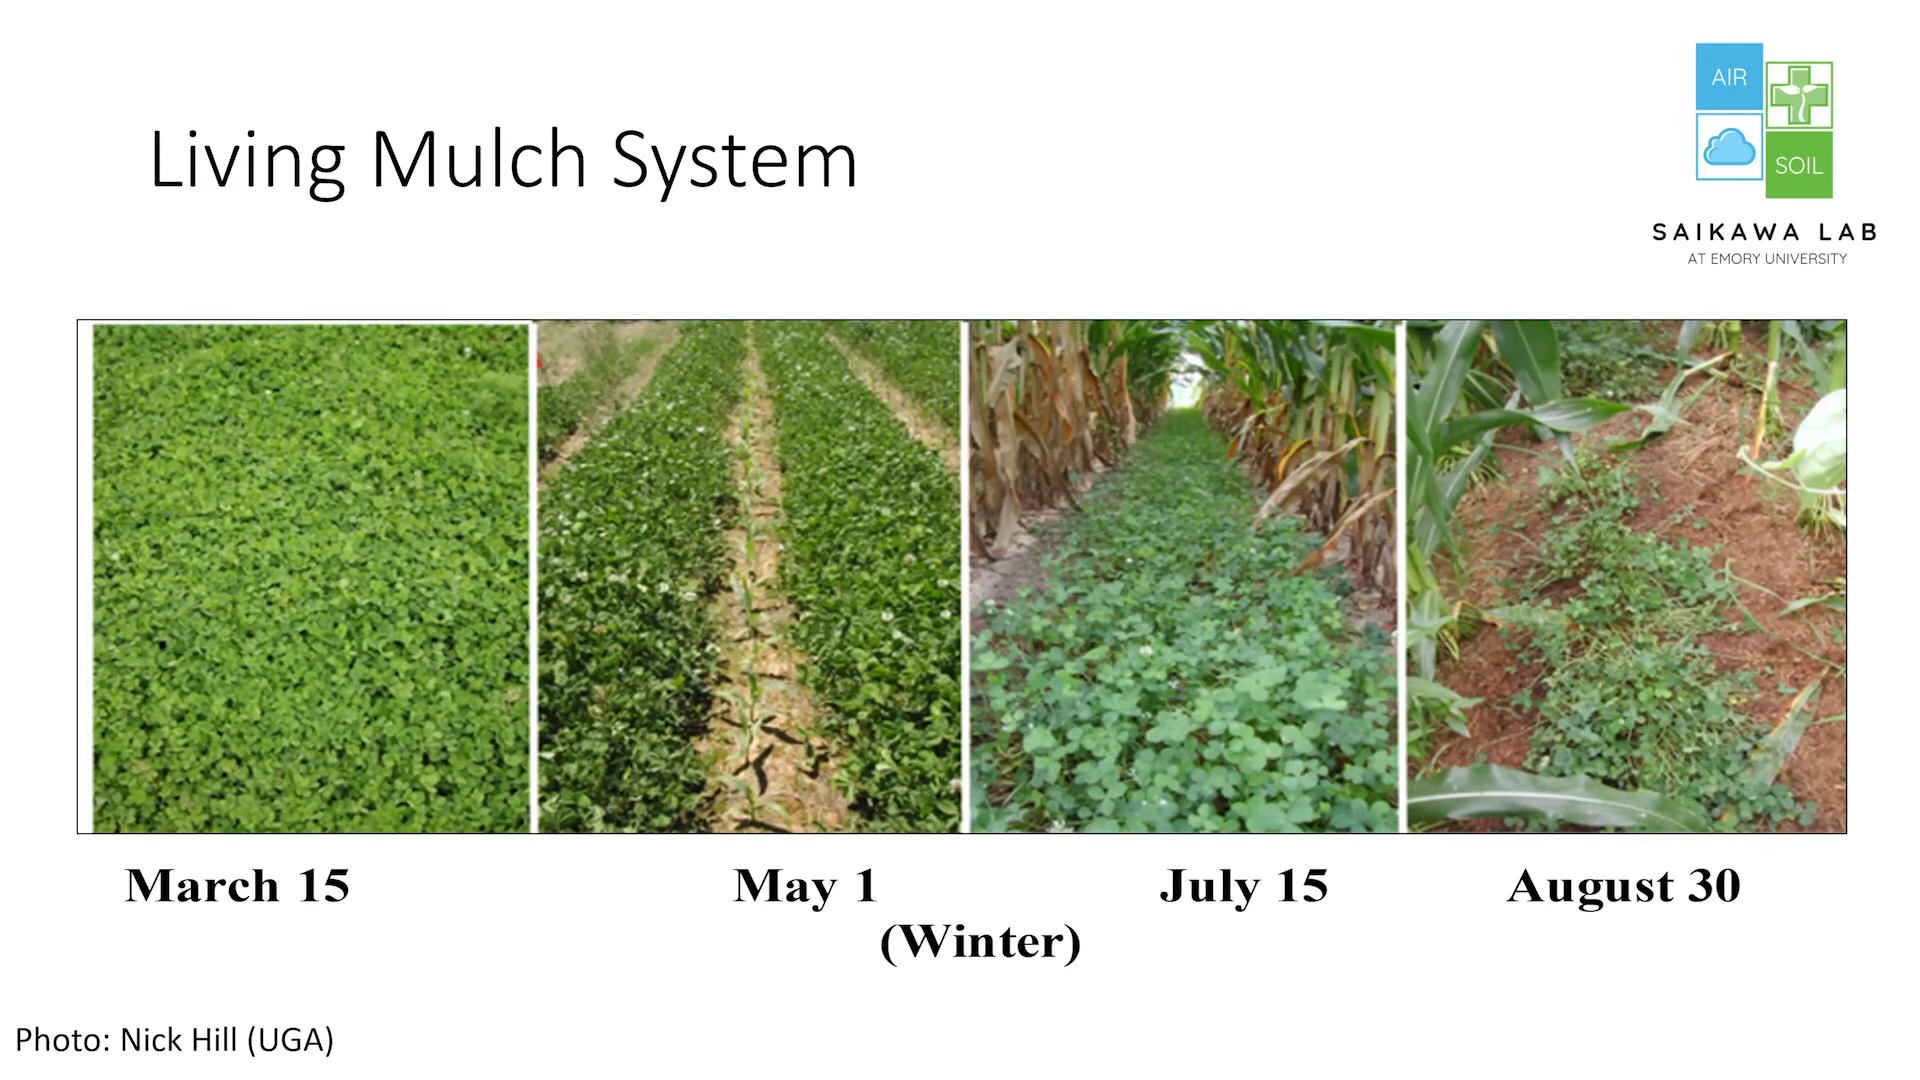 Living Mulch System
AIR
SOIL
SAIKAWA LAB
AT EMORY UNIVERSITY
March 15
May 1
July 15
August 30
(Winter)
Photo: Nick Hill (UGA)